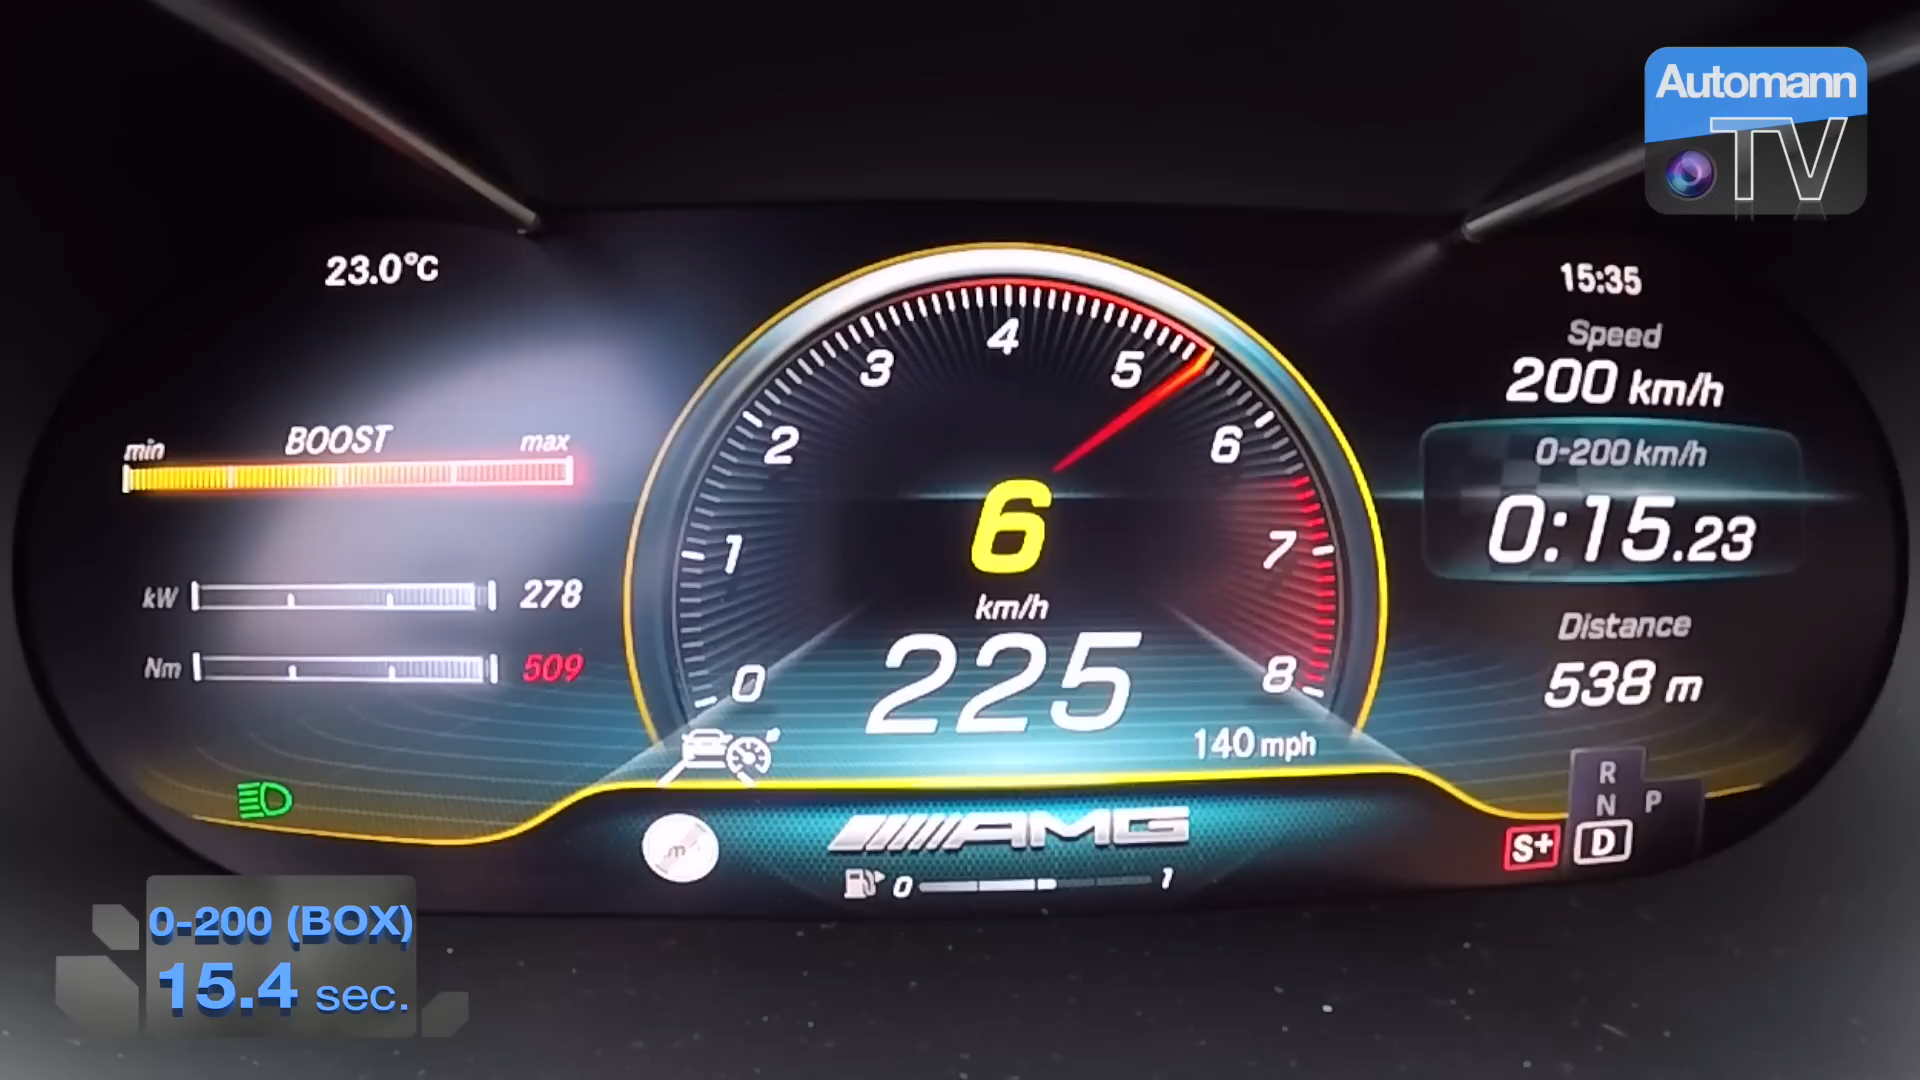 Automann
TV
23.0°C
15:35
Speed
200 km/h
BOOST
min
max
0-200 km/h
0:15.23
kW
278
Nm
509
Distance
538 m
0
1
2
3
4
5
6
7
8
6
km/h
225
140 mph
AMG
0
1
R
N
P
D
S+
0-200 (BOX)
15.4 sec.